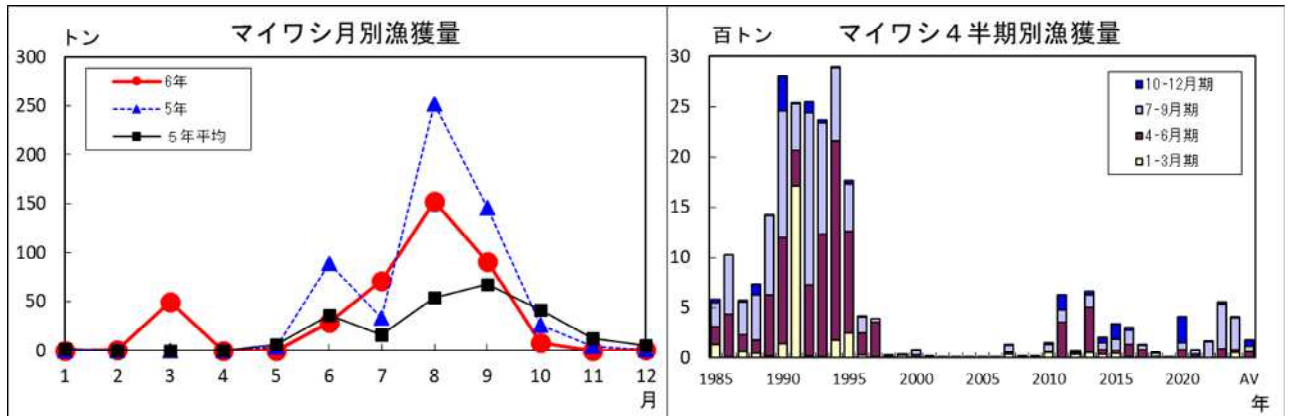 トン
マイワシ月別漁獲量
300
250
200
150
100
50
0
6年
5年
５年平均
1 2 3 4 5 6 7 8 9 10 11 12
月
百トン
マイワシ４半期別漁獲量
30
25
20
15
10
5
0
10-12月期
7-9月期
4-6月期
1-3月期
1985 1990 1995 2000 2005 2010 2015 2020 AV
年